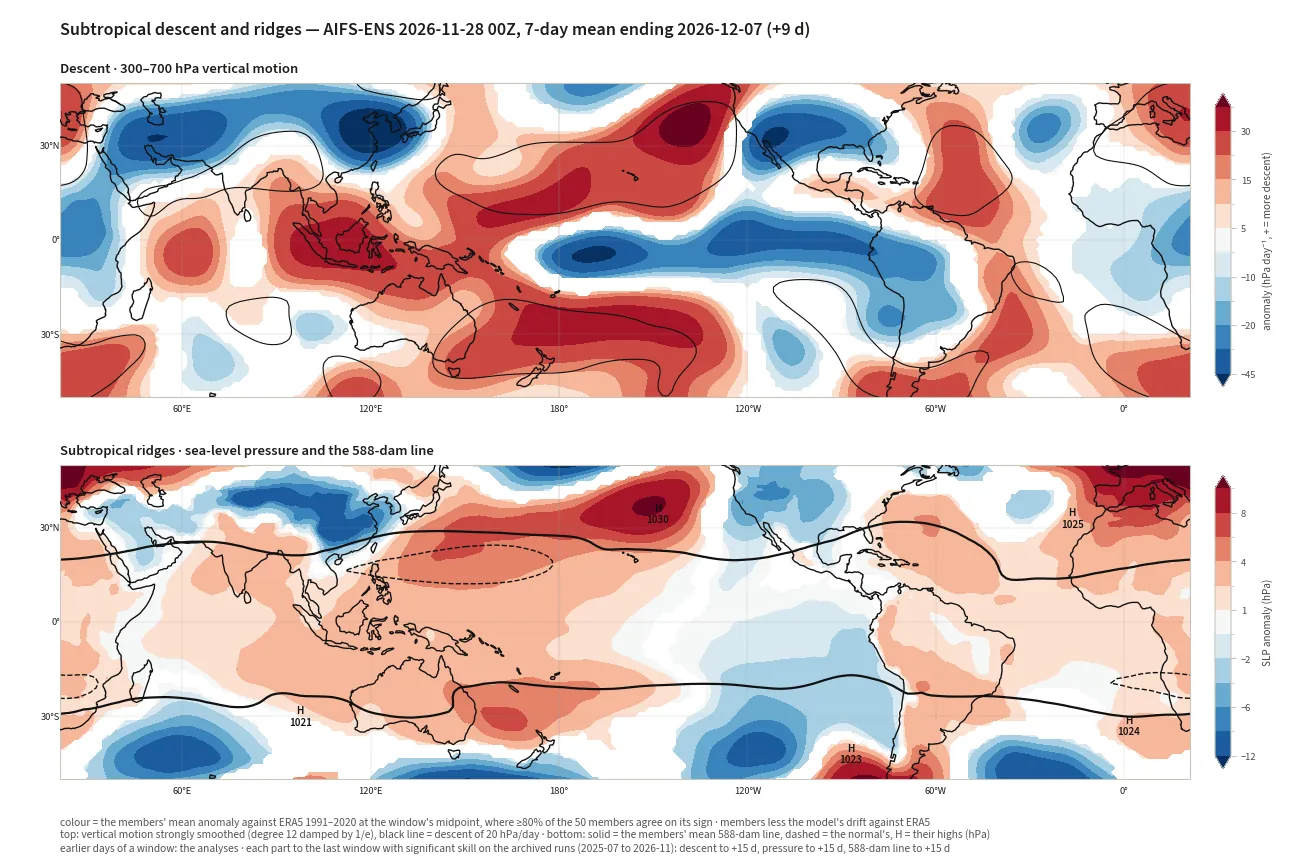 Subtropical descent and ridges — AIFS-ENS 2026-11-28 00Z, 7-day mean ending 2026-12-07 (+9 d)
Descent · 300–700 hPa vertical motion
30°N
0°
30°S
60°E
120°E
180°
120°W
60°W
0°
30
15
5
−10
−20
−45
anomaly (hPa day⁻¹, + = more descent)
Subtropical ridges · sea-level pressure and the 588-dam line
30°N
0°
30°S
H
1030
H
1025
H
1021
H
1023
H
1024
60°E
120°E
180°
120°W
60°W
0°
8
4
1
−2
−6
−12
SLP anomaly (hPa)
colour = the members' mean anomaly against ERA5 1991–2020 at the window's midpoint, where ≥80% of the 50 members agree on its sign · members less the model's drift against ERA5
top: vertical motion strongly smoothed (degree 12 damped by 1/e), black line = descent of 20 hPa/day · bottom: solid = the members' mean 588-dam line, dashed = the normal's, H = their highs (hPa)
earlier days of a window: the analyses · each part to the last window with significant skill on the archived runs (2025-07 to 2026-11): descent to +15 d, pressure to +15 d, 588-dam line to +15 d